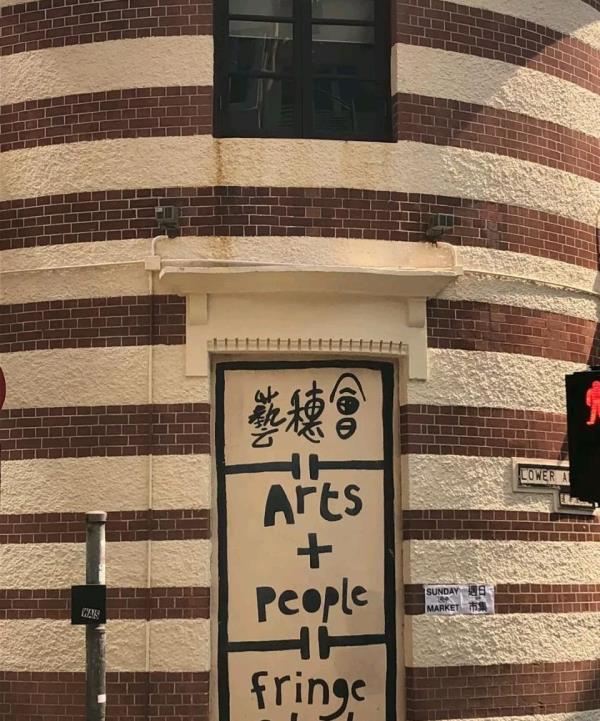 藝穗會
Arts
+
people
fringe
LOWER A
SUNDAY 週日
MARKET 市集